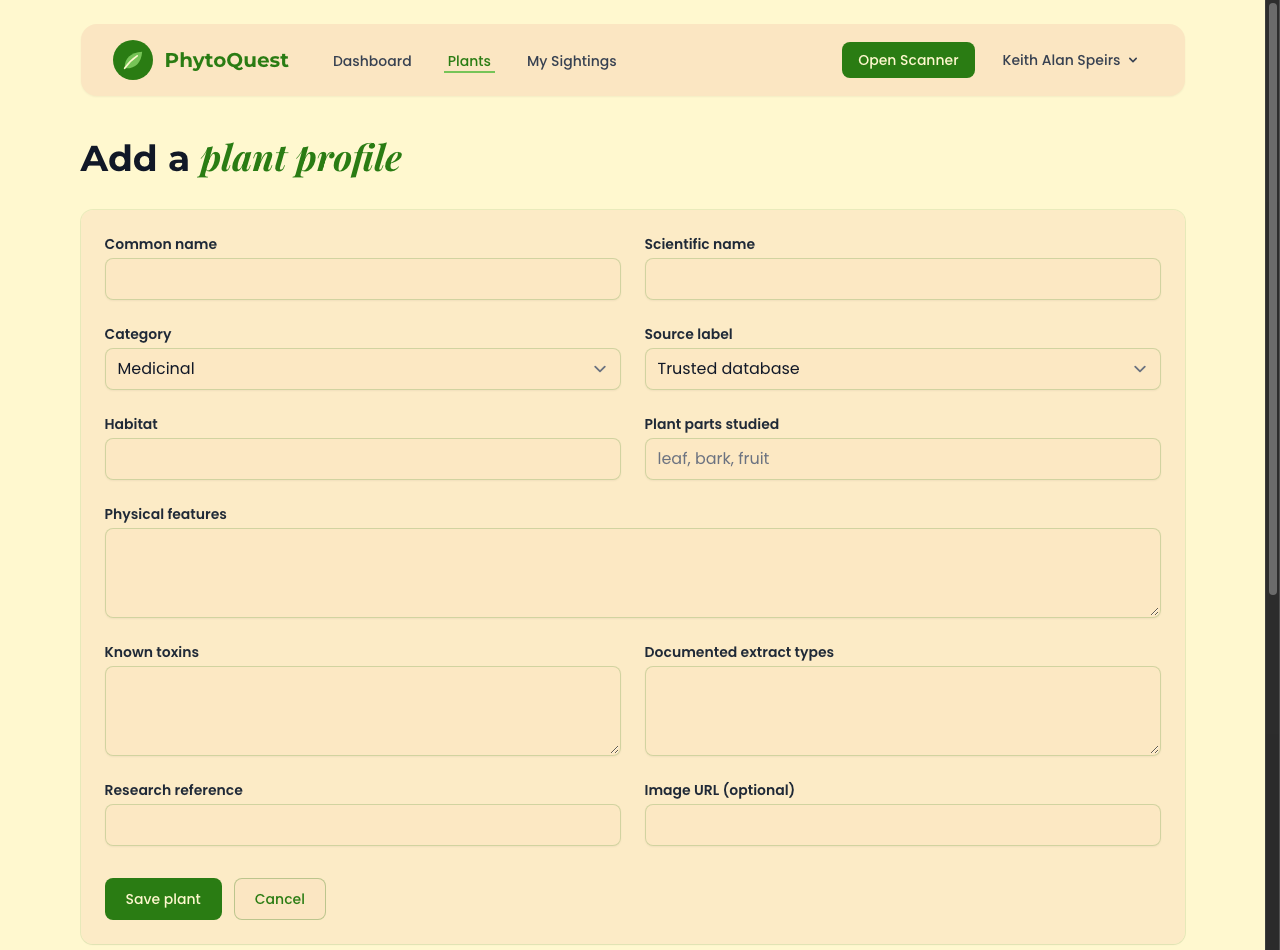 PhytoQuest
Dashboard
Plants
My Sightings
Open Scanner
Keith Alan Speirs
Add a plant profile
Common name
Scientific name
Category
Source label
Medicinal
Trusted database
Habitat
Plant parts studied
leaf, bark, fruit
Physical features
Known toxins
Documented extract types
Research reference
Image URL (optional)
Save plant
Cancel